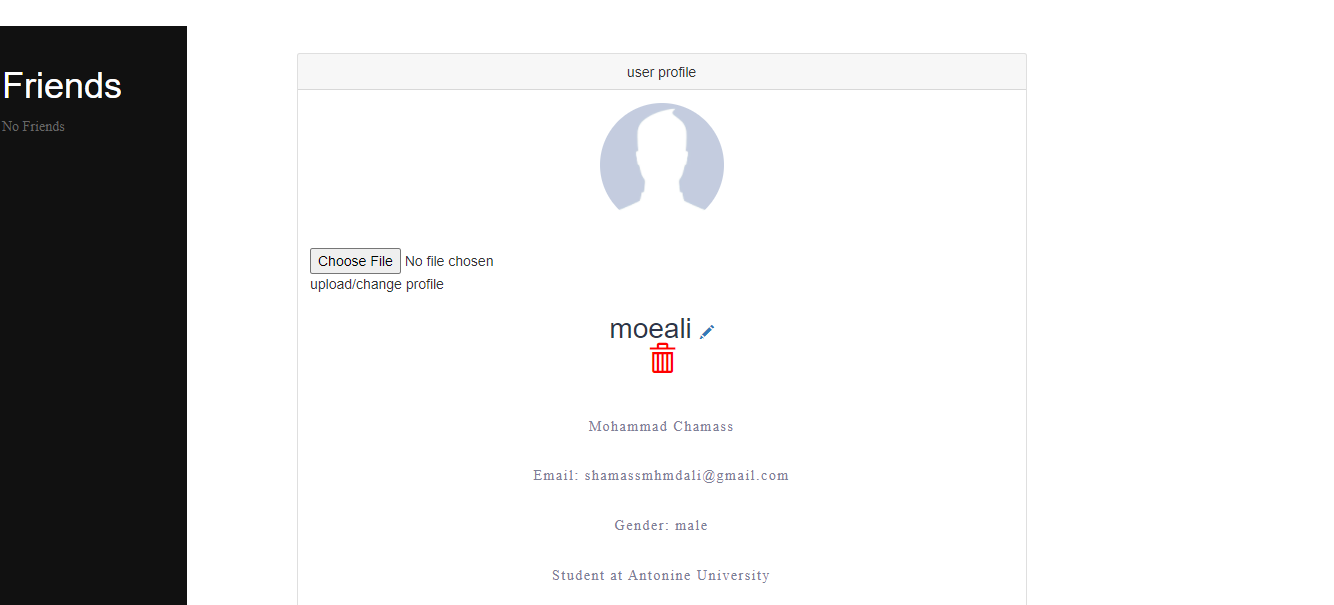 Friends
No Friends
user profile
Choose File No file chosen
upload/change profile
moeali
Mohammad Chamass
Email: shamassmhmdali@gmail.com
Gender: male
Student at Antonine University